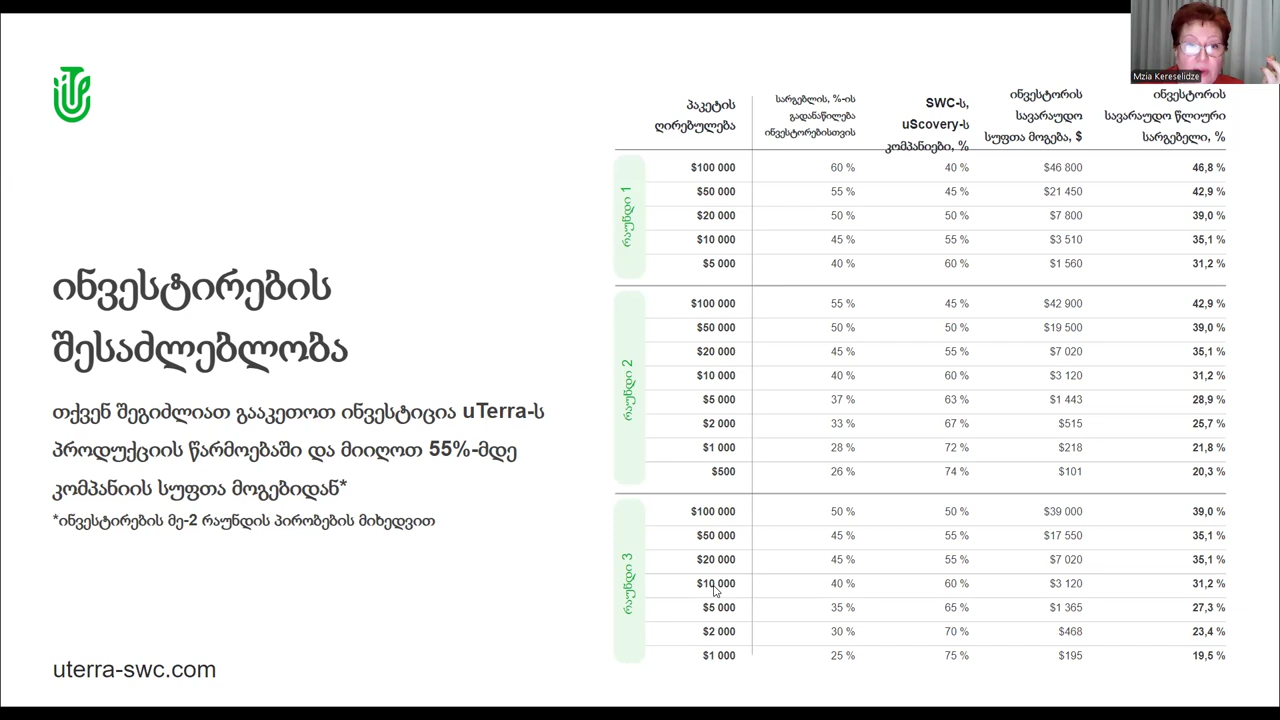 Mzia Kereselidze
პაკეტის
ღირებულება
სარგებლის, %-ის
გადანაწილება
ინვესტორებისთვის
SWC-ს,
uScovery-ს
კომპანიები, %
ინვესტორის
სავარაუდო
სუფთა მოგება, $
ინვესტორის
სავარაუდო წლიური
სარგებელი, %
რაუნდი 1
$100 000 60 % 40 % $46 800 46,8 %
$50 000 55 % 45 % $21 450 42,9 %
$20 000 50 % 50 % $7 800 39,0 %
$10 000 45 % 55 % $3 510 35,1 %
$5 000 40 % 60 % $1 560 31,2 %
რაუნდი 2
$100 000 55 % 45 % $42 900 42,9 %
$50 000 50 % 50 % $19 500 39,0 %
$20 000 45 % 55 % $7 020 35,1 %
$10 000 40 % 60 % $3 120 31,2 %
$5 000 37 % 63 % $1 443 28,9 %
$2 000 33 % 67 % $515 25,7 %
$1 000 28 % 72 % $218 21,8 %
$500 26 % 74 % $101 20,3 %
რაუნდი 3
$100 000 50 % 50 % $39 000 39,0 %
$50 000 45 % 55 % $17 550 35,1 %
$20 000 45 % 55 % $7 020 35,1 %
$10 000 40 % 60 % $3 120 31,2 %
$5 000 35 % 65 % $1 365 27,3 %
$2 000 30 % 70 % $468 23,4 %
$1 000 25 % 75 % $195 19,5 %
ინვესტირების
შესაძლებლობა
თქვენ შეგიძლიათ გააკეთოთ ინვესტიცია uTerra-ს
პროდუქციის წარმოებაში და მიიღოთ 55%-მდე
კომპანიის სუფთა მოგებიდან*
*ინვესტირების მე-2 რაუნდის პირობების მიხედვით
uterra-swc.com